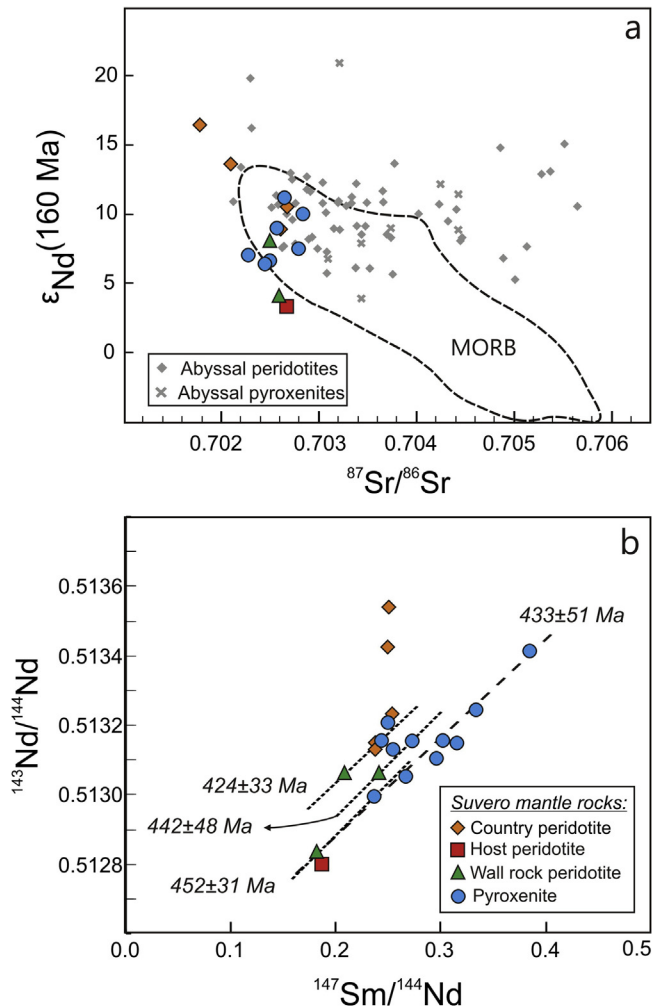 a
εNd(160 Ma)
20
15
10
5
0
MORB
Abyssal peridotites
Abyssal pyroxenites
0.702
0.703
0.704
0.705
0.706
87Sr/86Sr
b
143Nd/144Nd
0.5136
0.5134
0.5132
0.5130
0.5128
433±51 Ma
424±33 Ma
442±48 Ma
452±31 Ma
Suvero mantle rocks:
Country peridotite
Host peridotite
Wall rock peridotite
Pyroxenite
0.0
0.1
0.2
0.3
0.4
0.5
147Sm/144Nd